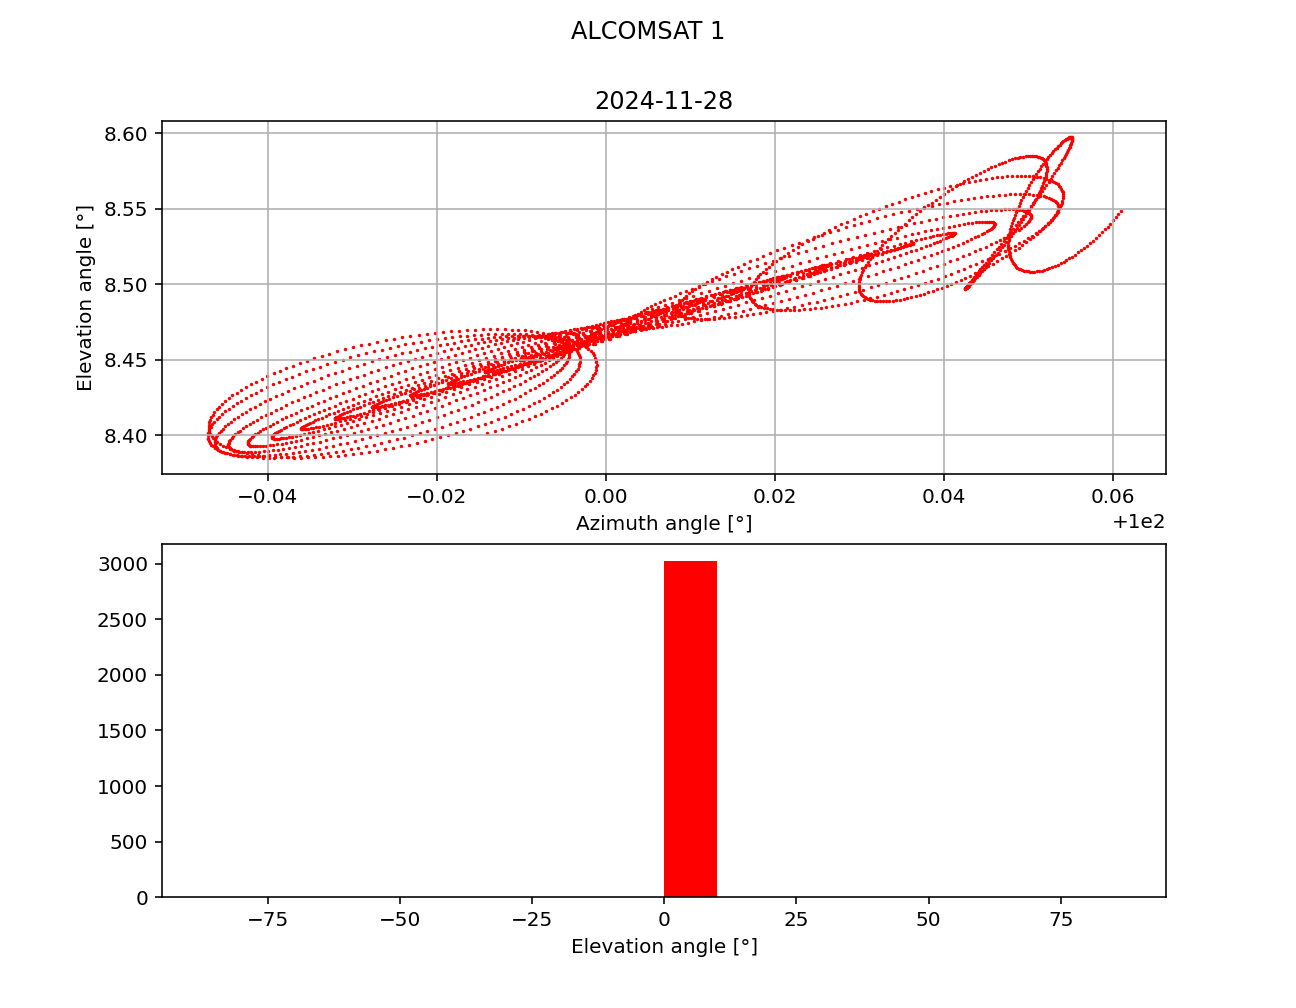 ALCOMSAT 1
2024-11-28
8.60
8.55
8.50
8.45
8.40
Elevation angle [°]
−0.04 −0.02 0.00 0.02 0.04 0.06
Azimuth angle [°]
+1e2
3000
2500
2000
1500
1000
500
0
−75 −50 −25 0 25 50 75
Elevation angle [°]